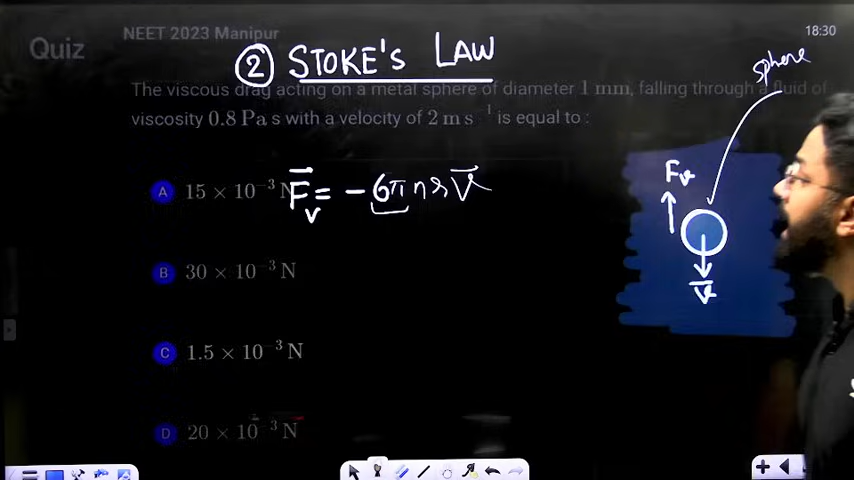 Quiz
NEET 2023 Manipur
18:30
② STOKE'S LAW
sphere
The viscous drag acting on a metal sphere of diameter 1 mm, falling through a fluid of
viscosity 0.8 Pa s with a velocity of 2 m s⁻¹ is equal to :
A 15 × 10⁻³ N
F⃗ᵥ = − 6πηr v⃗
Fᵥ
B 30 × 10⁻³ N
v⃗
C 1.5 × 10⁻³ N
D 20 × 10⁻³ N